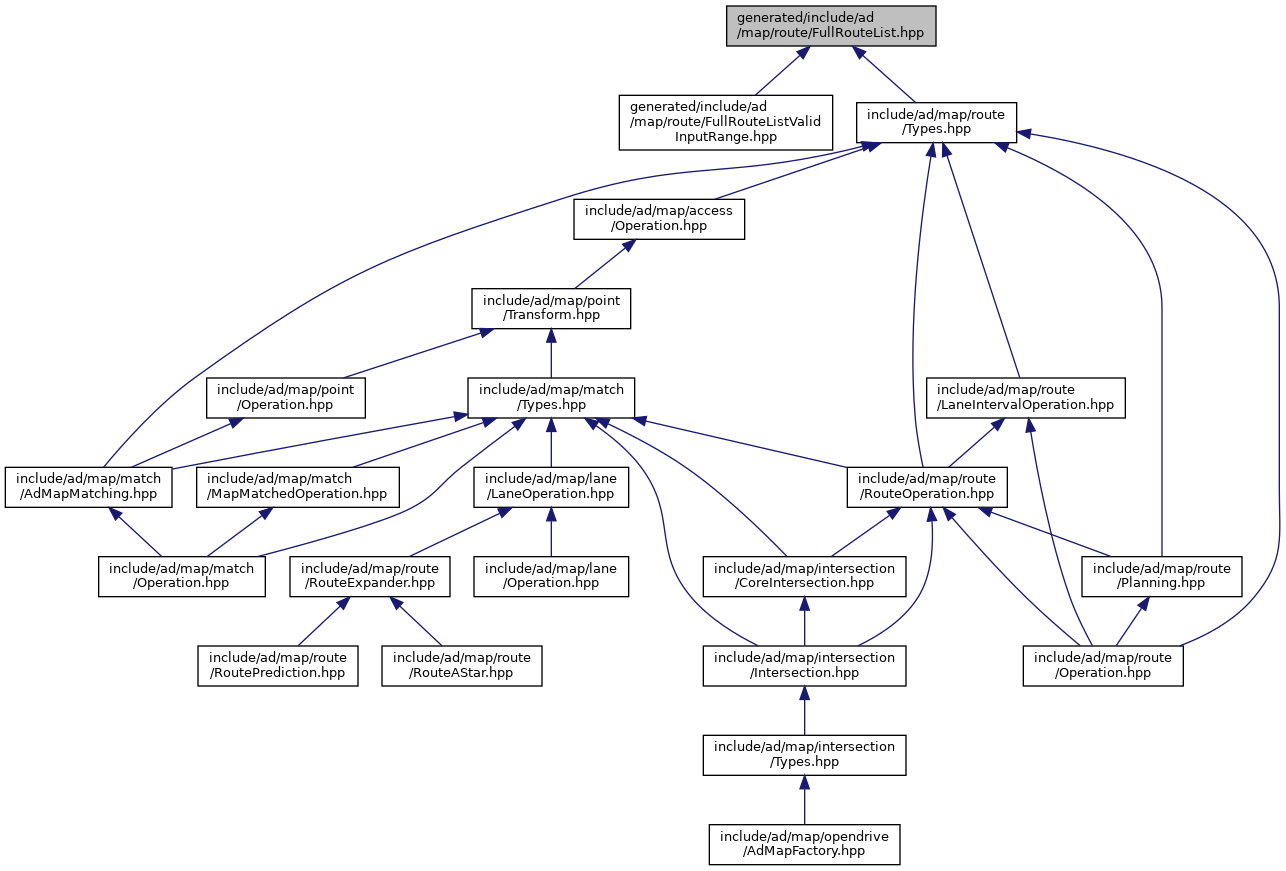 generated/include/ad
/map/route/FullRouteList.hpp
generated/include/ad
/map/route/FullRouteListValid
InputRange.hpp
include/ad/map/route
/Types.hpp
include/ad/map/access
/Operation.hpp
include/ad/map/point
/Transform.hpp
include/ad/map/point
/Operation.hpp
include/ad/map/match
/Types.hpp
include/ad/map/route
/LaneIntervalOperation.hpp
include/ad/map/match
/AdMapMatching.hpp
include/ad/map/match
/MapMatchedOperation.hpp
include/ad/map/lane
/LaneOperation.hpp
include/ad/map/route
/RouteOperation.hpp
include/ad/map/match
/Operation.hpp
include/ad/map/route
/RouteExpander.hpp
include/ad/map/lane
/Operation.hpp
include/ad/map/intersection
/CoreIntersection.hpp
include/ad/map/route
/Planning.hpp
include/ad/map/route
/RoutePrediction.hpp
include/ad/map/route
/RouteAStar.hpp
include/ad/map/intersection
/Intersection.hpp
include/ad/map/route
/Operation.hpp
include/ad/map/intersection
/Types.hpp
include/ad/map/opendrive
/AdMapFactory.hpp